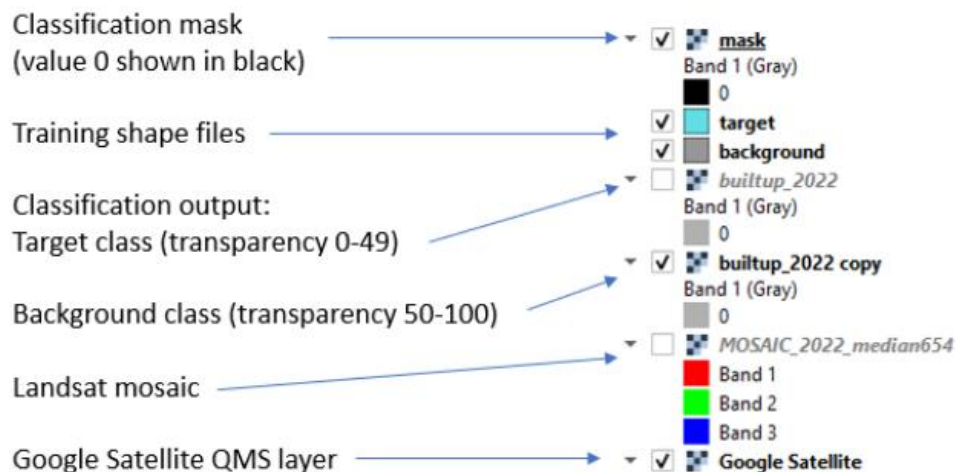 Classification mask
(value 0 shown in black)
Training shape files
Classification output:
Target class (transparency 0-49)
Background class (transparency 50-100)
Landsat mosaic
Google Satellite QMS layer
mask
Band 1 (Gray)
0
target
background
builtup_2022
Band 1 (Gray)
0
builtup_2022 copy
Band 1 (Gray)
0
MOSAIC_2022_median654
Band 1
Band 2
Band 3
Google Satellite